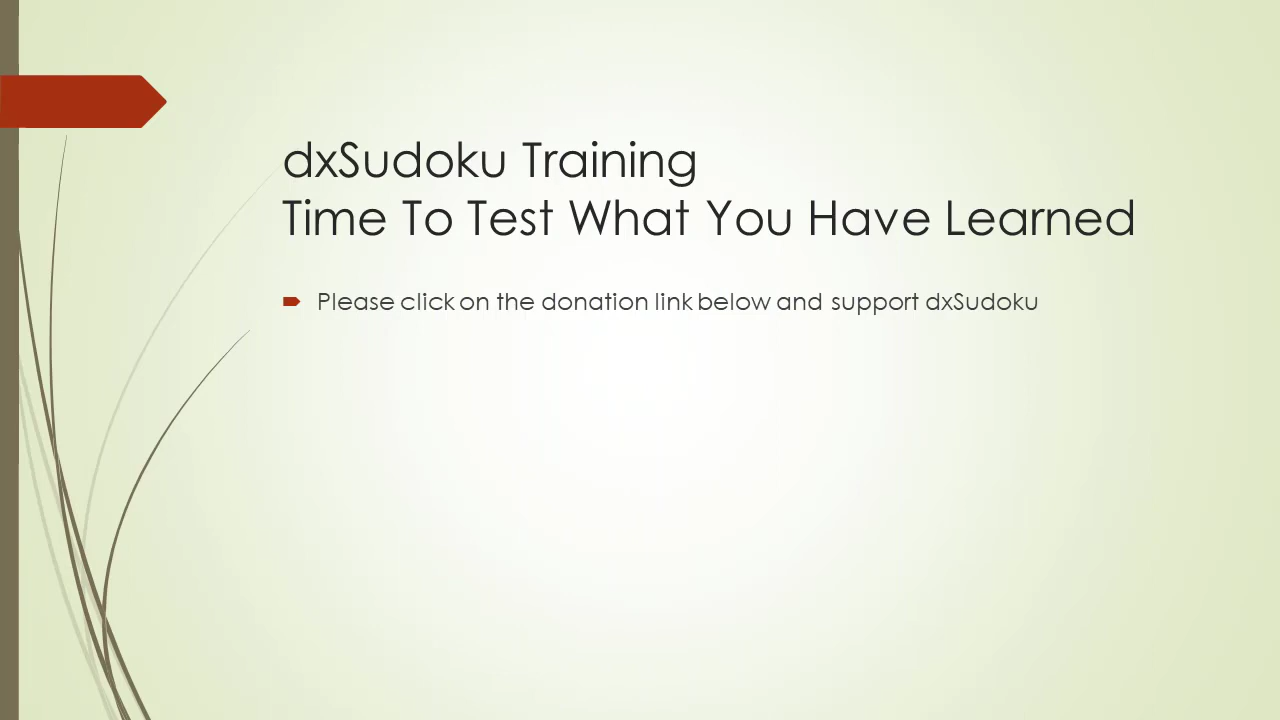 dxSudoku Training
Time To Test What You Have Learned
Please click on the donation link below and support dxSudoku